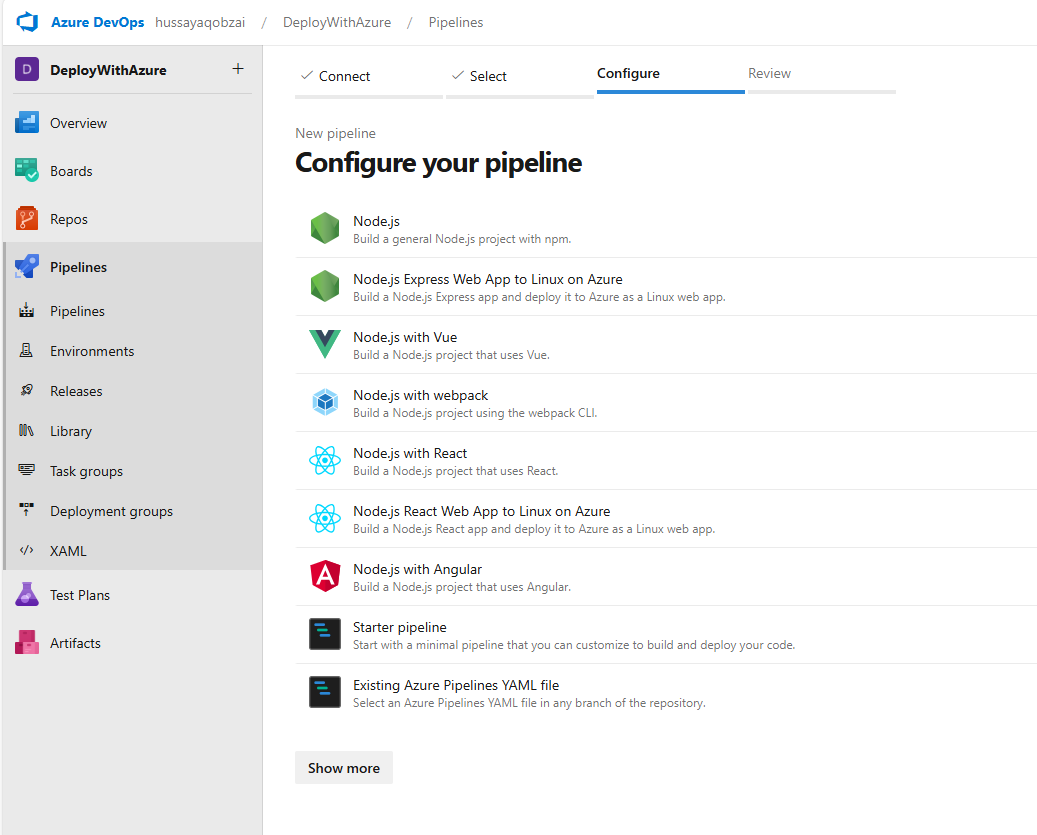 Azure DevOps hussayaqobzai / DeployWithAzure / Pipelines
D DeployWithAzure +
Overview
Boards
Repos
Pipelines
Pipelines
Environments
Releases
Library
Task groups
Deployment groups
</> XAML
Test Plans
Artifacts
Connect
Select
Configure
Review
New pipeline
Configure your pipeline
Node.js
Build a general Node.js project with npm.
Node.js Express Web App to Linux on Azure
Build a Node.js Express app and deploy it to Azure as a Linux web app.
Node.js with Vue
Build a Node.js project that uses Vue.
Node.js with webpack
Build a Node.js project using the webpack CLI.
Node.js with React
Build a Node.js project that uses React.
Node.js React Web App to Linux on Azure
Build a Node.js React app and deploy it to Azure as a Linux web app.
A
Node.js with Angular
Build a Node.js project that uses Angular.
Starter pipeline
Start with a minimal pipeline that you can customize to build and deploy your code.
Existing Azure Pipelines YAML file
Select an Azure Pipelines YAML file in any branch of the repository.
Show more